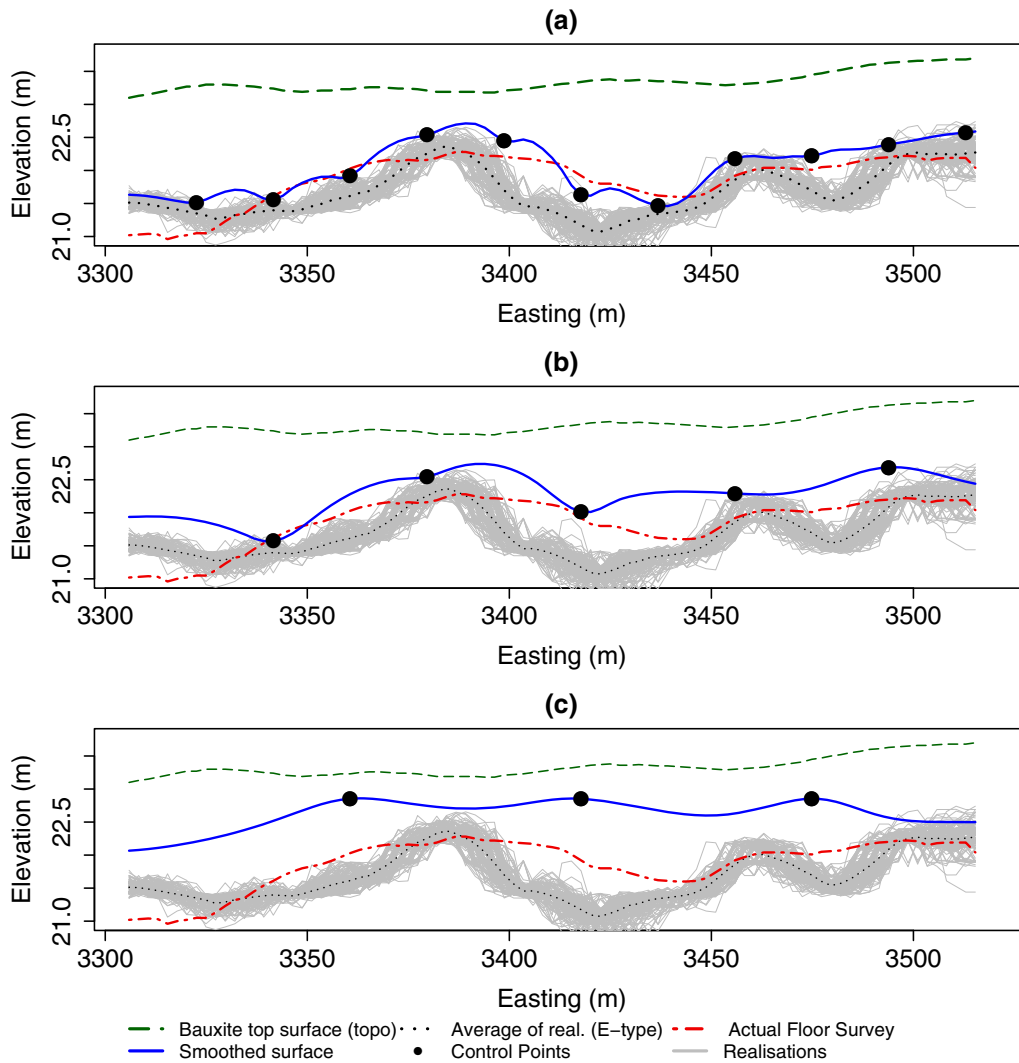 (a)
Elevation (m)
21.0 22.5
3300 3350 3400 3450 3500
Easting (m)
(b)
Elevation (m)
21.0 22.5
3300 3350 3400 3450 3500
Easting (m)
(c)
Elevation (m)
21.0 22.5
3300 3350 3400 3450 3500
Easting (m)
Bauxite top surface (topo) Average of real. (E-type) Actual Floor Survey
Smoothed surface Control Points Realisations